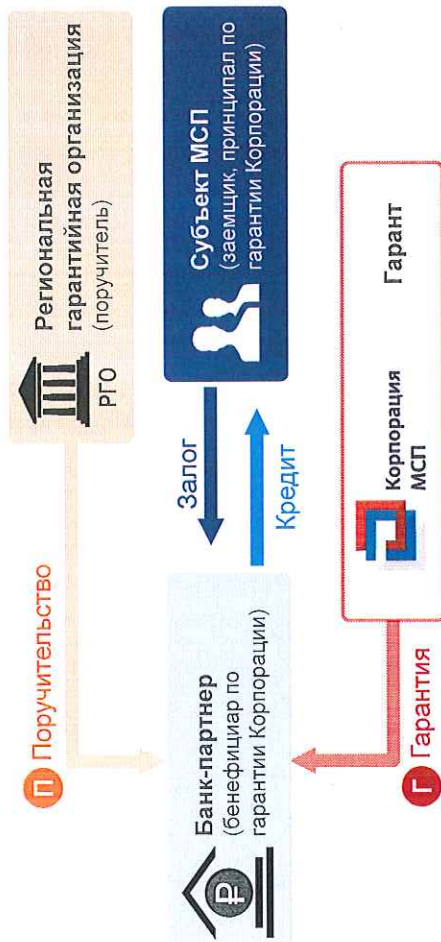 П Поручительство
РГО
Региональная
гарантийная организация
(поручитель)
₽
Банк-партнер
(бенефициар по
гарантии Корпорации)
Залог
Кредит
Субъект МСП
(заемщик, принципал по
гарантии Корпорации)
Г Гарантия
Корпорация
МСП
Гарант